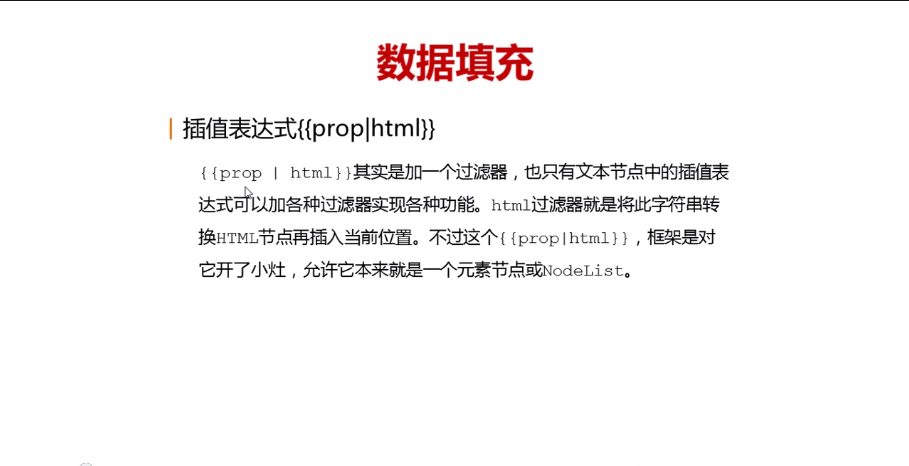 数据填充
插值表达式{{prop|html}}
{{prop | html}}其实是加一个过滤器，也只有文本节点中的插值表
达式可以加各种过滤器实现各种功能。html过滤器就是将此字符串转
换HTML节点再插入当前位置。不过这个{{prop|html}}，框架是对
它开了小灶，允许它本来就是一个元素节点或NodeList。